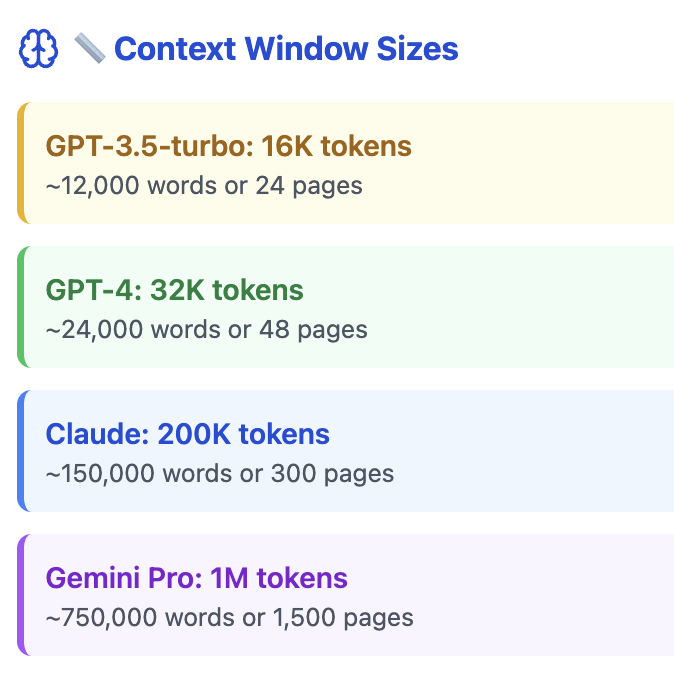 Context Window Sizes
GPT-3.5-turbo: 16K tokens
~12,000 words or 24 pages
GPT-4: 32K tokens
~24,000 words or 48 pages
Claude: 200K tokens
~150,000 words or 300 pages
Gemini Pro: 1M tokens
~750,000 words or 1,500 pages